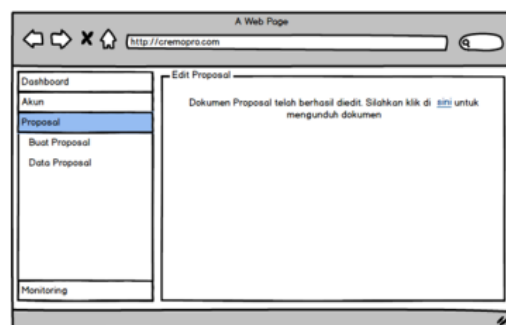 A Web Page
http://cremopro.com
Dashboard
Akun
Proposal
Buat Proposal
Data Proposal
Monitoring
Edit Proposal
Dokumen Proposal telah berhasil diedit. Silahkan klik di sini untuk
mengunduh dokumen